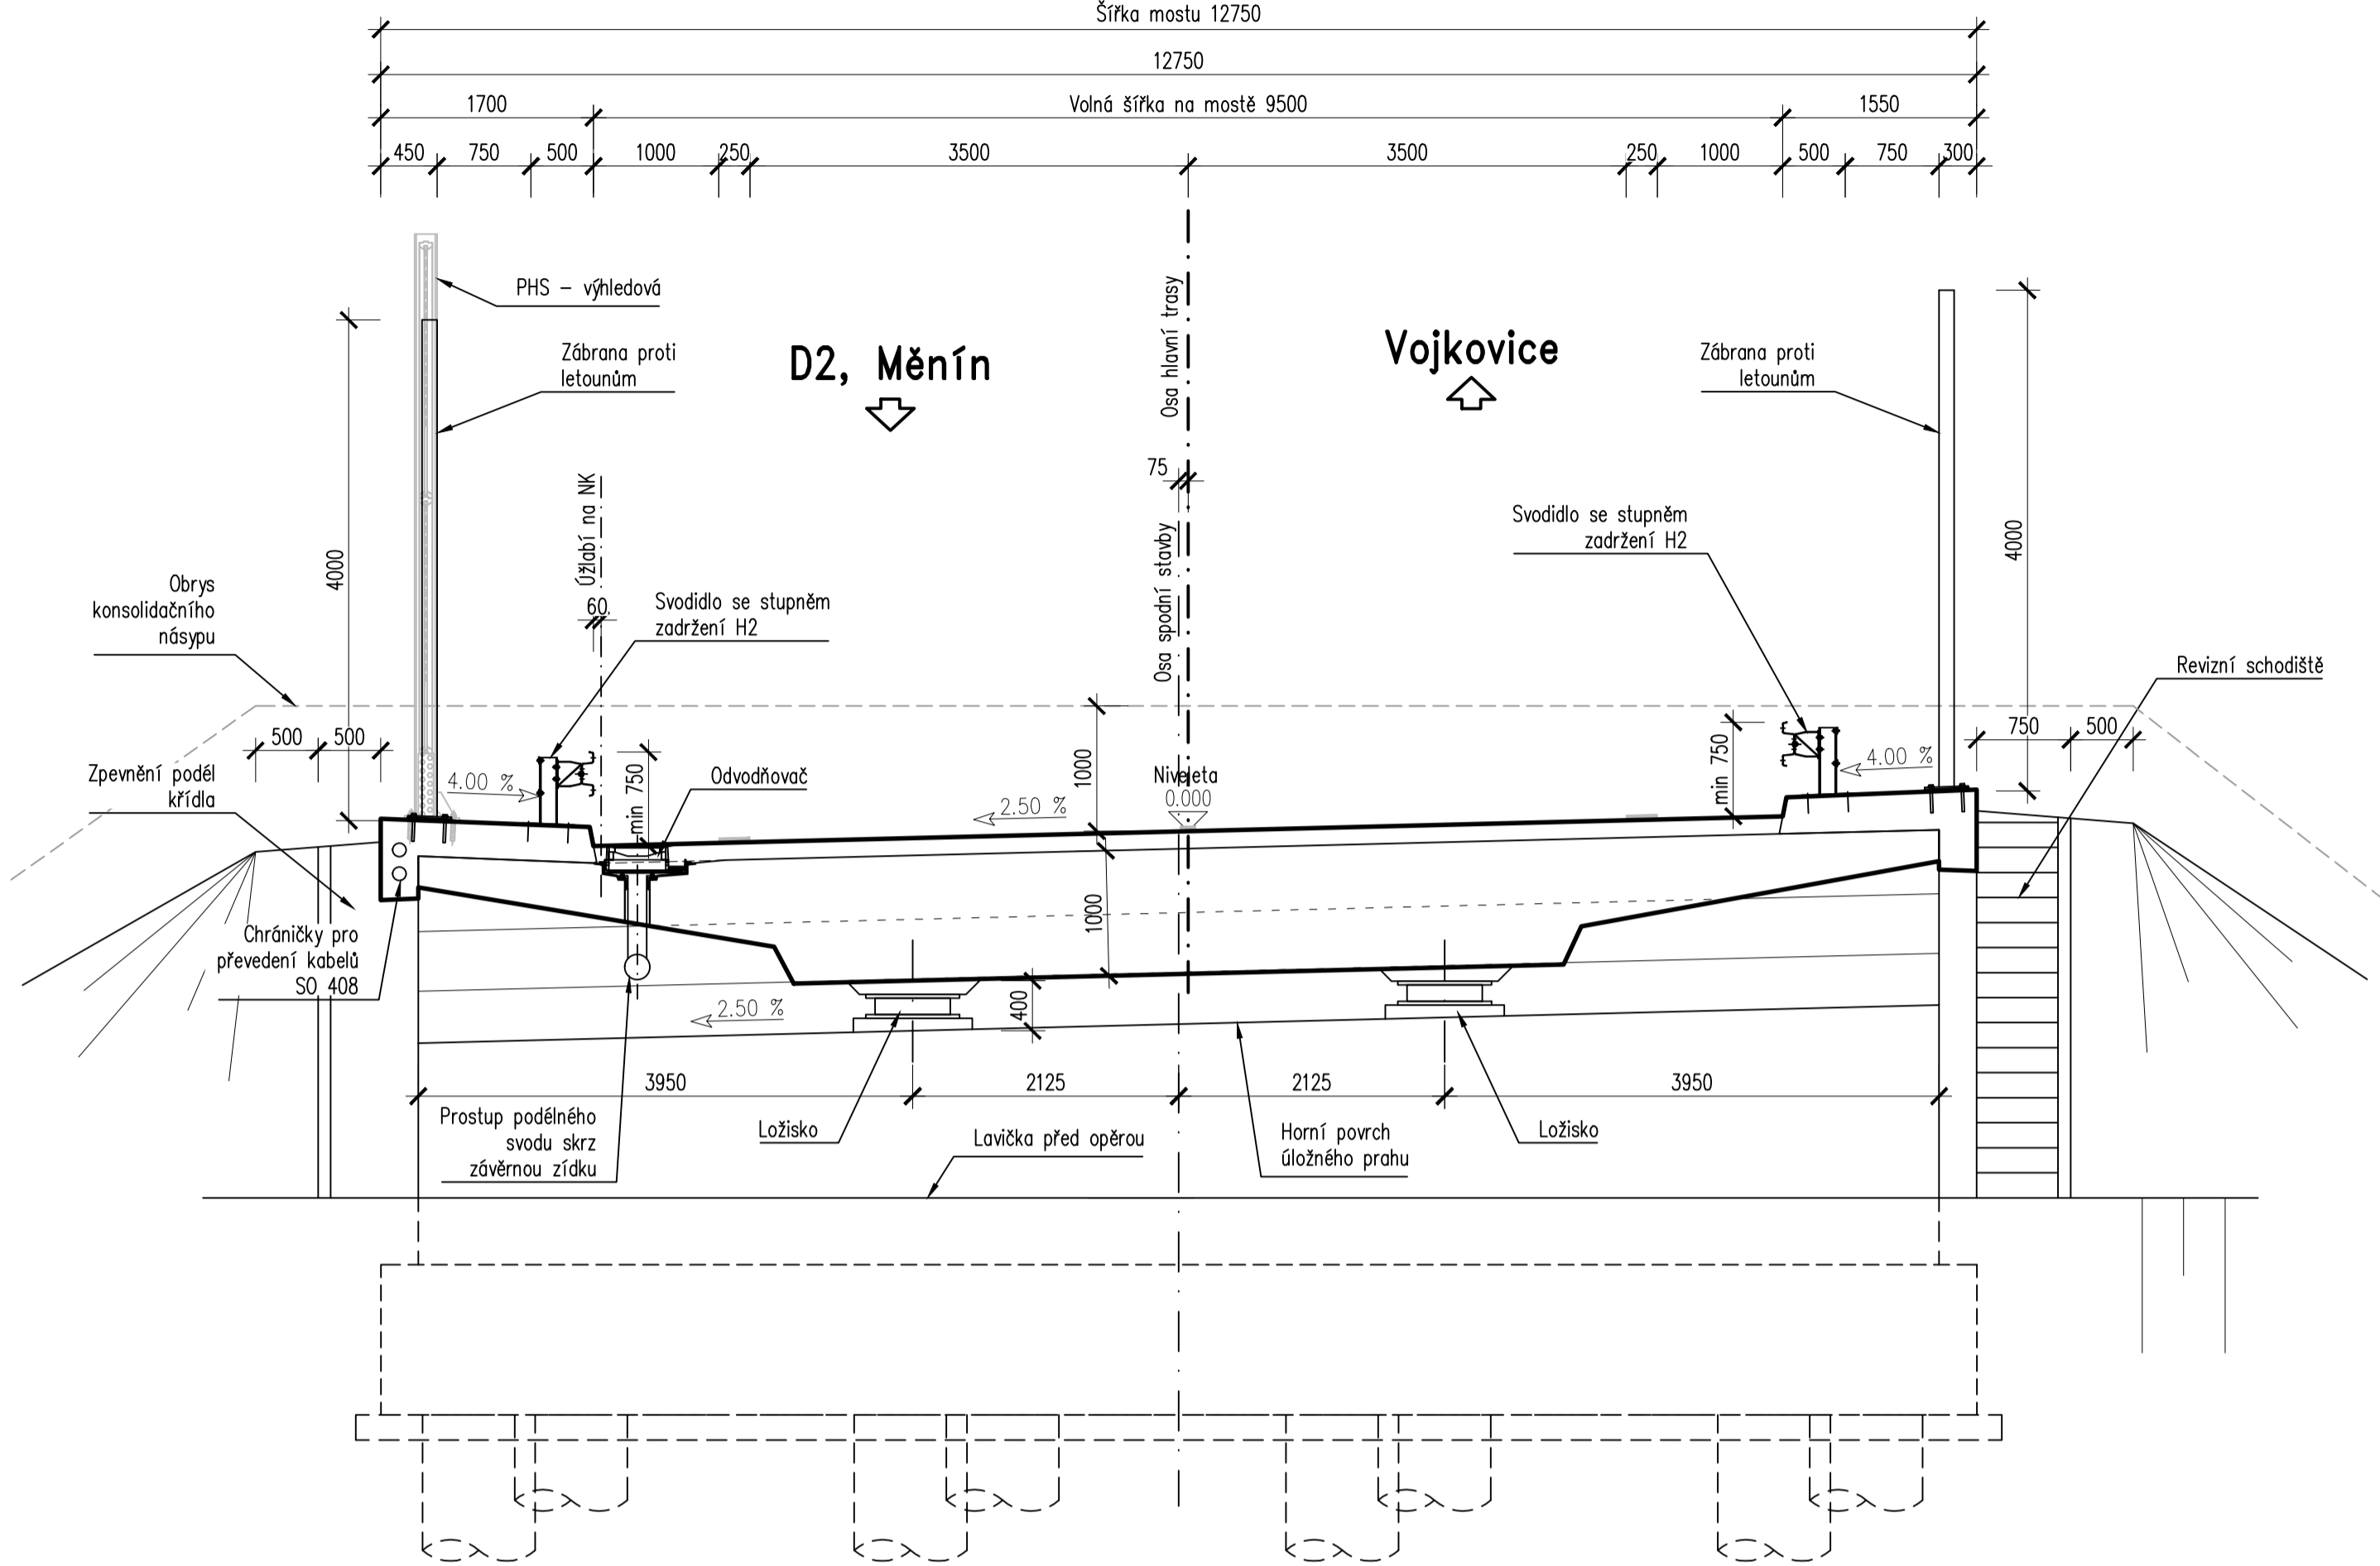 Šířka mostu 12750
12750
1700
Volná šířka na mostě 9500
1550
450
750
500
1000
250
3500
3500
250
1000
500
750
300
PHS – výhledová
Zábrana proti
letounům
D2, Měnín
Osa hlavní trasy
Vojkovice
Zábrana proti
letounům
75
Úžlabí na NK
60
Osa spodní stavby
Svodidlo se stupněm
zadržení H2
4000
4000
Obrys
konsolidačního
násypu
Svodidlo se stupněm
zadržení H2
Revizní schodiště
500
500
750
500
Zpevnění podél
křídla
4.00 %
min 750
Odvodňovač
1000
2.50 %
Niveleta
0.000
min 750
4.00 %
Chráničky pro
převedení kabelů
SO 408
1000
2.50 %
400
3950
2125
2125
3950
Prostup podélného
svodu skrz
závěrnou zídku
Ložisko
Lavička před opěrou
Horní povrch
úložného prahu
Ložisko